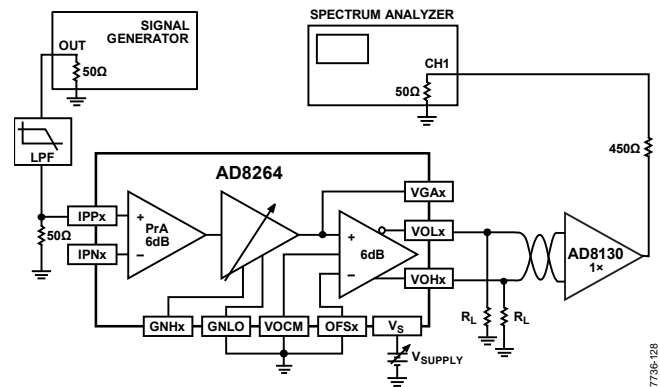 SIGNAL
GENERATOR
OUT
50Ω
SPECTRUM ANALYZER
CH1
50Ω
450Ω
LPF
50Ω
AD8264
IPPx
IPNx
+
PrA
6dB
–
+
6dB
–
VGAx
VOLx
VOHx
AD8130
1×
RL
RL
GNHx
GNLO
VOCM
OFSx
VS
VSUPPLY
7736-128